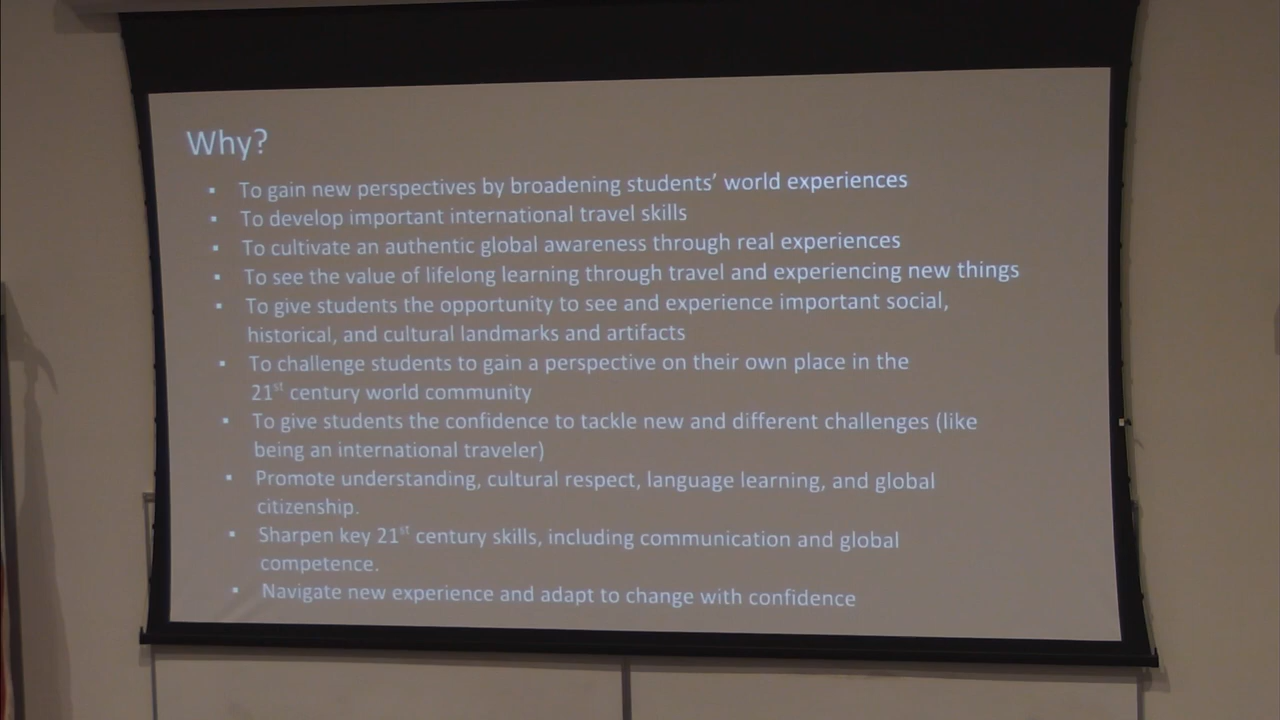 Why?
▪ To gain new perspectives by broadening students’ world experiences
▪ To develop important international travel skills
▪ To cultivate an authentic global awareness through real experiences
▪ To see the value of lifelong learning through travel and experiencing new things
▪ To give students the opportunity to see and experience important social,
historical, and cultural landmarks and artifacts
▪ To challenge students to gain a perspective on their own place in the
21st century world community
▪ To give students the confidence to tackle new and different challenges (like
being an international traveler)
▪ Promote understanding, cultural respect, language learning, and global
citizenship.
▪ Sharpen key 21st century skills, including communication and global
competence.
▪ Navigate new experience and adapt to change with confidence